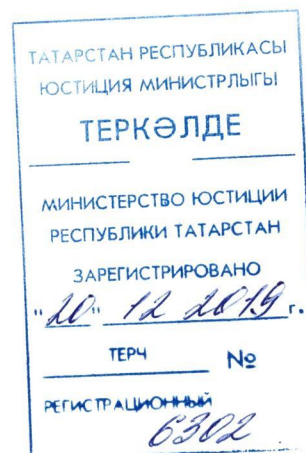 ТАТАРСТАН РЕСПУБЛИКАСЫ
ЮСТИЦИЯ МИНИСТРЛЫГЫ
ТЕРКӘЛДЕ
МИНИСТЕРСТВО ЮСТИЦИИ
РЕСПУБЛИКИ ТАТАРСТАН
ЗАРЕГИСТРИРОВАНО
"20" 12 2019 г.
ТЕРЧ №
РЕГИСТРАЦИОННЫЙ
6302